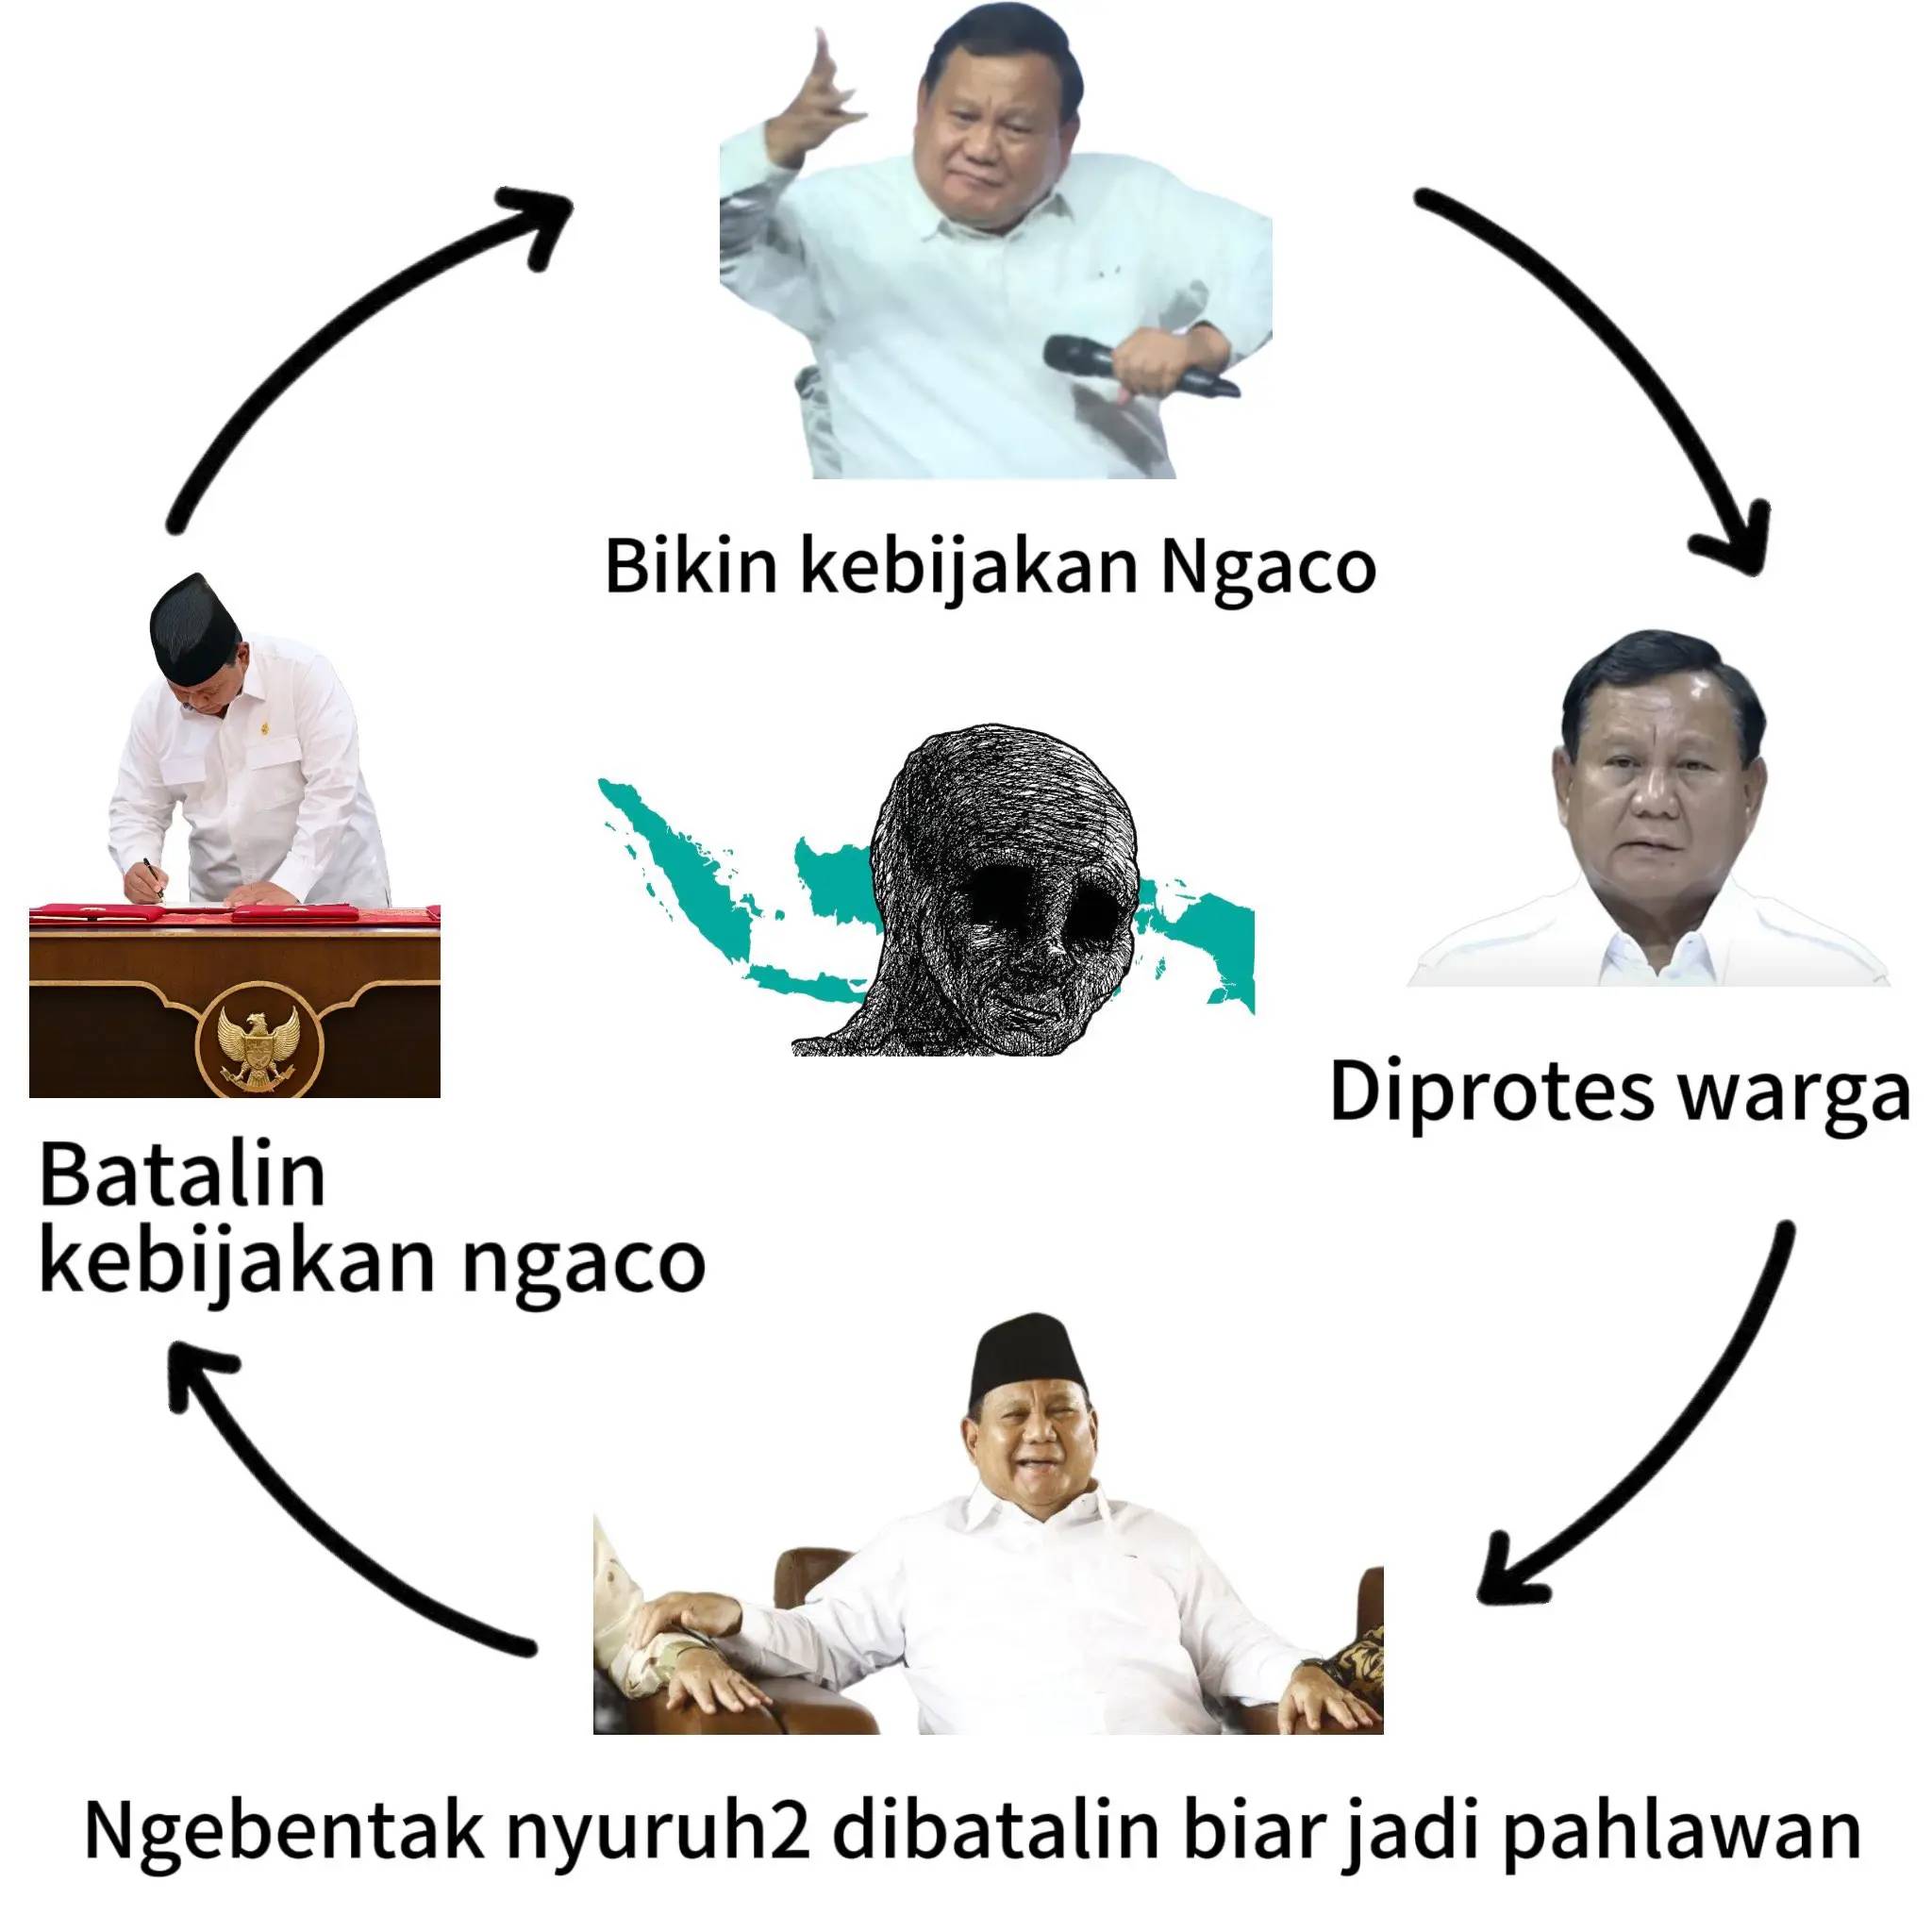 Bikin kebijakan Ngaco
Diprotes warga
Batalin
kebijakan ngaco
Ngebentak nyuruh2 dibatalin biar jadi pahlawan